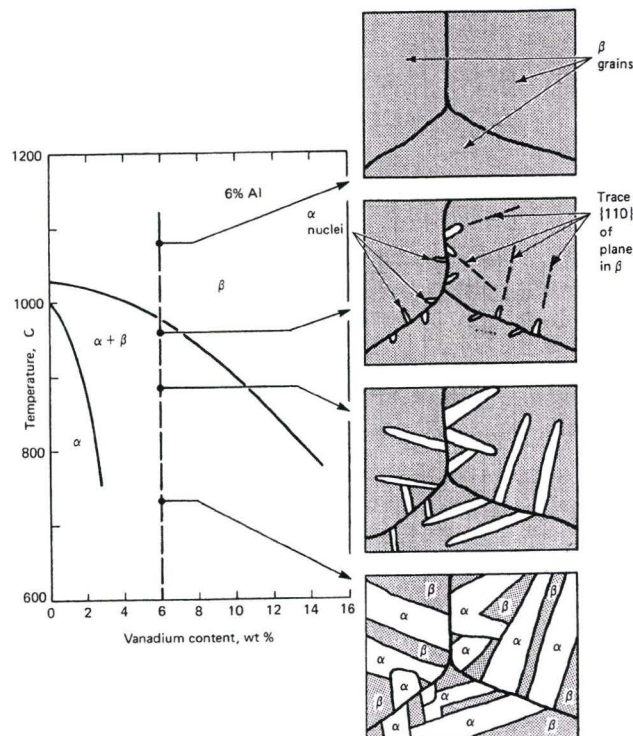 β
grains
1200
6% Al
α
nuclei
Trace
{110}
of
plane
in β
β
1000
α + β
Temperature, C
800
α
600
0 2 4 6 8 10 12 14 16
Vanadium content, wt %
β
α
β
β
α
β
α
α
β
α
β
α
β
α
α
β